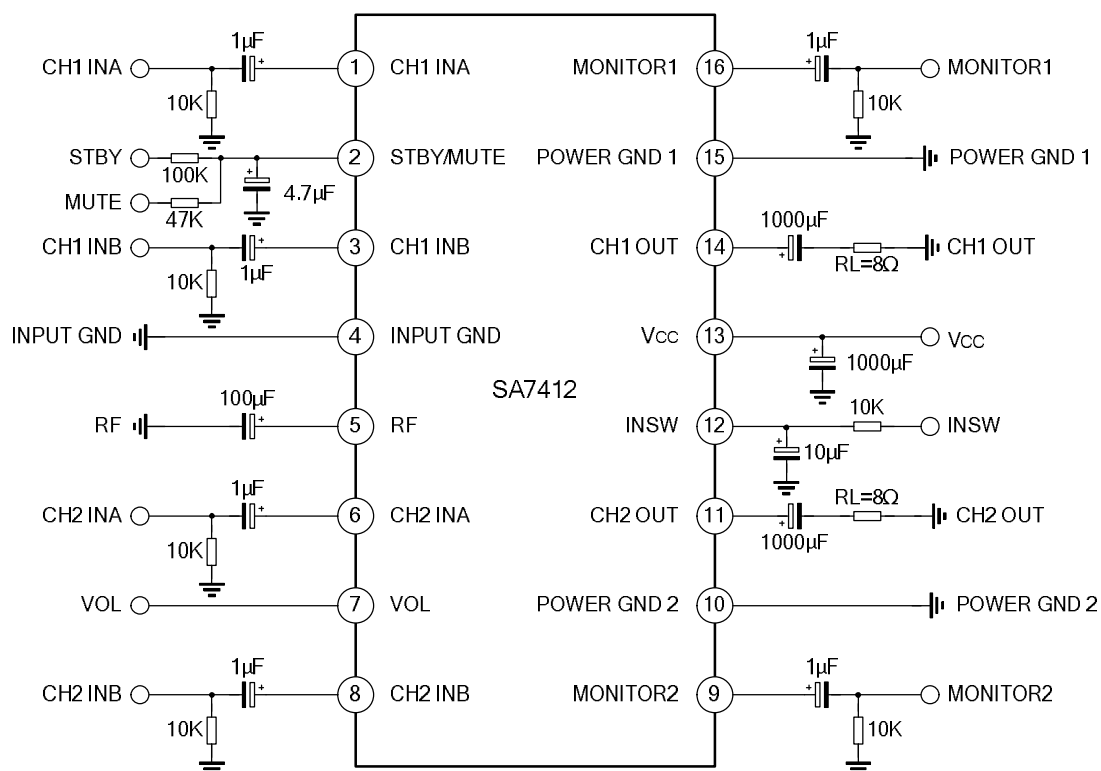 1µF
CH1 INA
1
CH1 INA
+
10K
STBY
100K
MUTE
47K
2
STBY/MUTE
+
4.7µF
CH1 INB
3
CH1 INB
+
1µF
10K
INPUT GND
4
INPUT GND
100µF
RF
+
5
RF
1µF
CH2 INA
+
6
CH2 INA
10K
VOL
7
VOL
1µF
CH2 INB
+
8
CH2 INB
10K
SA7412
1µF
MONITOR1
16
+
MONITOR1
10K
POWER GND 1
15
POWER GND 1
1000µF
CH1 OUT
14
+
RL=8Ω
CH1 OUT
VCC
13
VCC
+
1000µF
10K
INSW
12
INSW
+
10µF
RL=8Ω
CH2 OUT
11
+
1000µF
CH2 OUT
POWER GND 2
10
POWER GND 2
1µF
MONITOR2
9
+
MONITOR2
10K